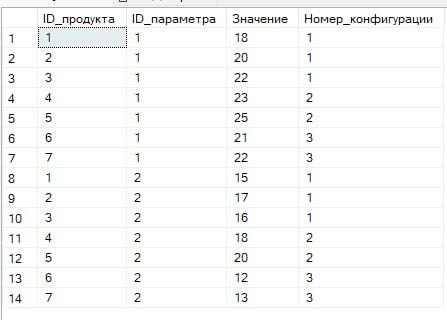 ID_продукта ID_параметра Значение Номер_конфигурации
1 1 1 18 1
2 2 1 20 1
3 3 1 22 1
4 4 1 23 2
5 5 1 25 2
6 6 1 21 3
7 7 1 22 3
8 1 2 15 1
9 2 2 17 1
10 3 2 16 1
11 4 2 18 2
12 5 2 20 2
13 6 2 12 3
14 7 2 13 3